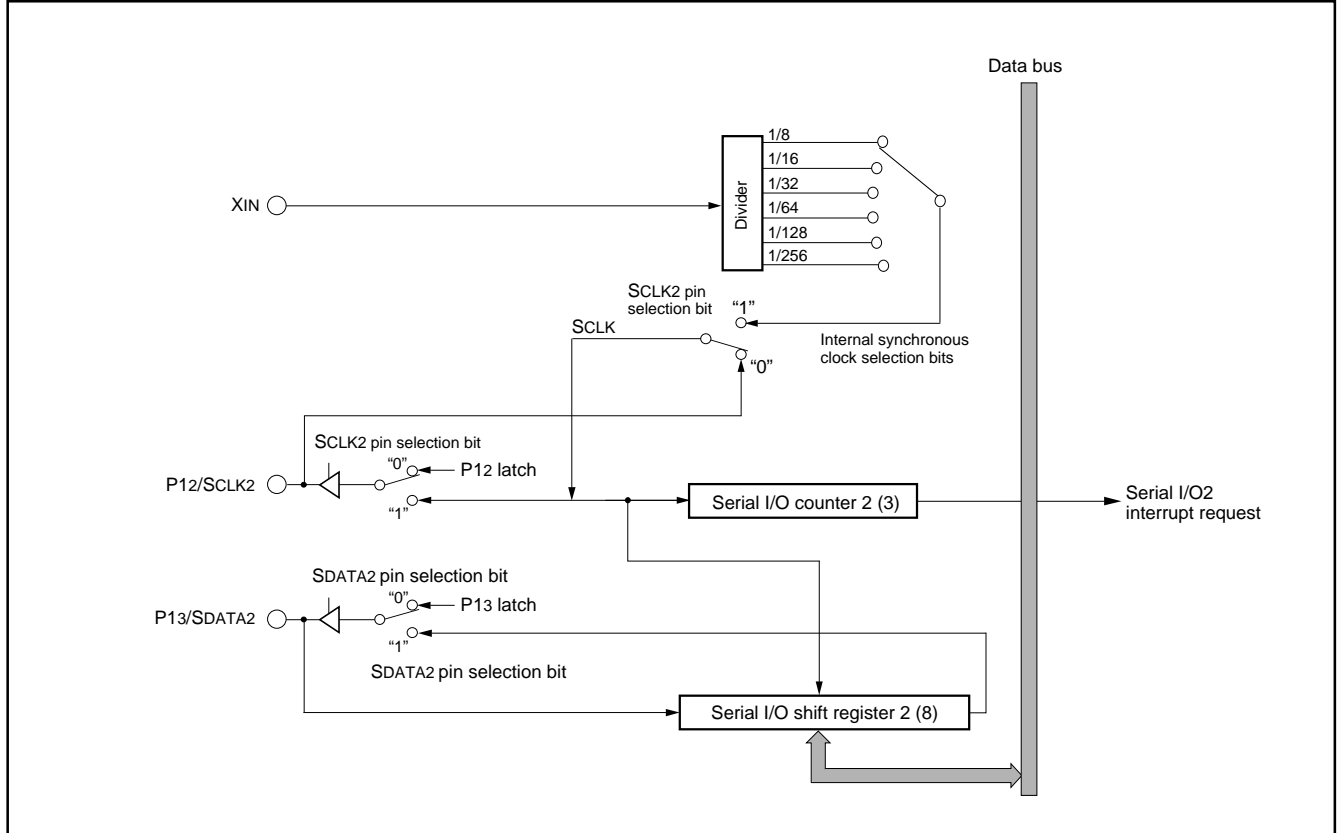 Data bus
1/8
1/16
1/32
1/64
1/128
1/256
Divider
XIN
SCLK2 pin
selection bit
“1”
SCLK
“0”
Internal synchronous
clock selection bits
SCLK2 pin selection bit
“0”
P12 latch
P12/SCLK2
“1”
Serial I/O counter 2 (3)
Serial I/O2
interrupt request
SDATA2 pin selection bit
“0”
P13 latch
P13/SDATA2
“1”
SDATA2 pin selection bit
Serial I/O shift register 2 (8)